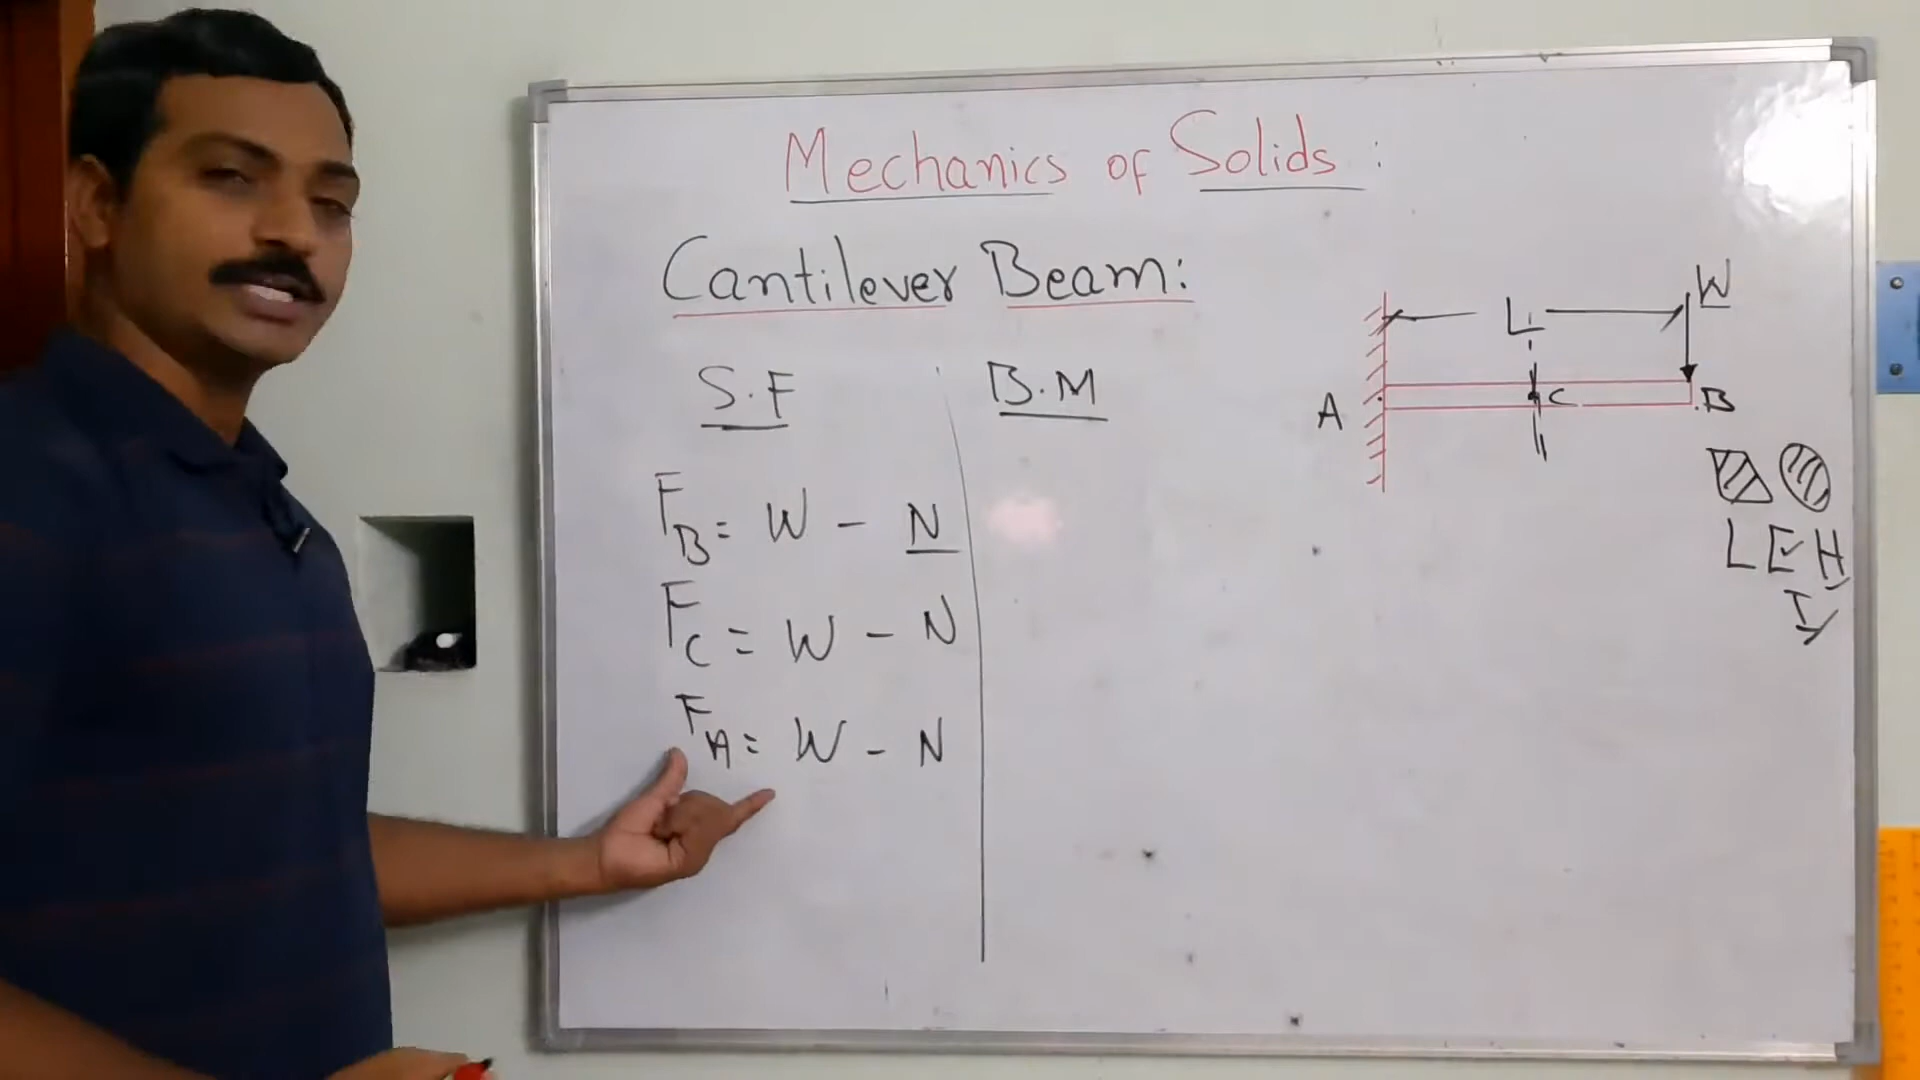 Mechanics of Solids :
Cantilever Beam:
S.F
B.M
F_B = W - N
F_C = W - N
F_A = W - N
W
L
A
C
B
L E H
I